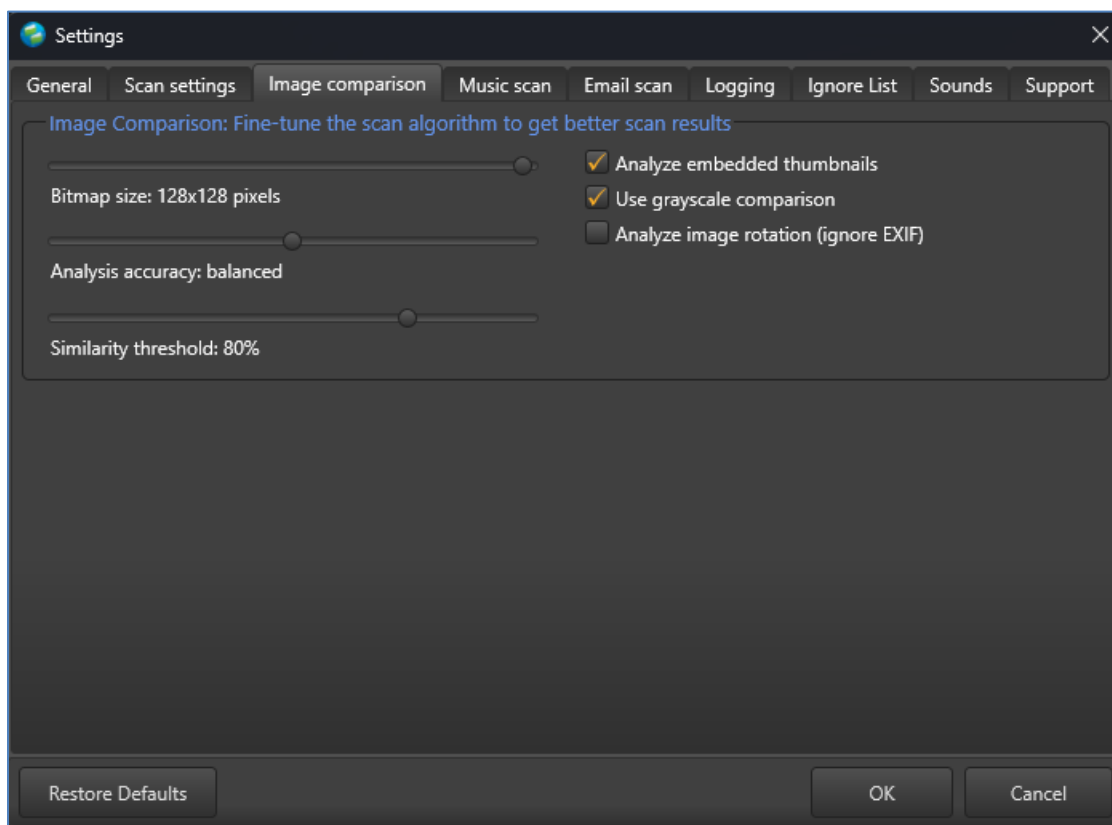 Settings
General Scan settings Image comparison Music scan Email scan Logging Ignore List Sounds Support
Image Comparison: Fine-tune the scan algorithm to get better scan results
Bitmap size: 128x128 pixels
Analysis accuracy: balanced
Similarity threshold: 80%
Analyze embedded thumbnails
Use grayscale comparison
Analyze image rotation (ignore EXIF)
Restore Defaults OK Cancel